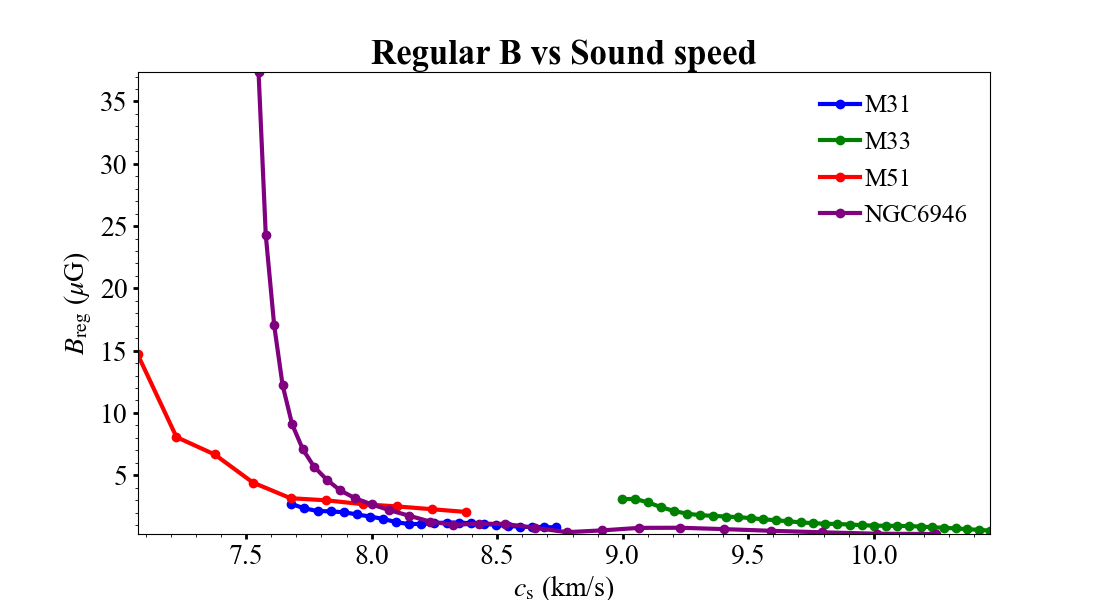 Regular B vs Sound speed
M31
M33
M51
NGC6946
35
30
25
20
15
10
5
B_reg (μG)
7.5 8.0 8.5 9.0 9.5 10.0
c_s (km/s)